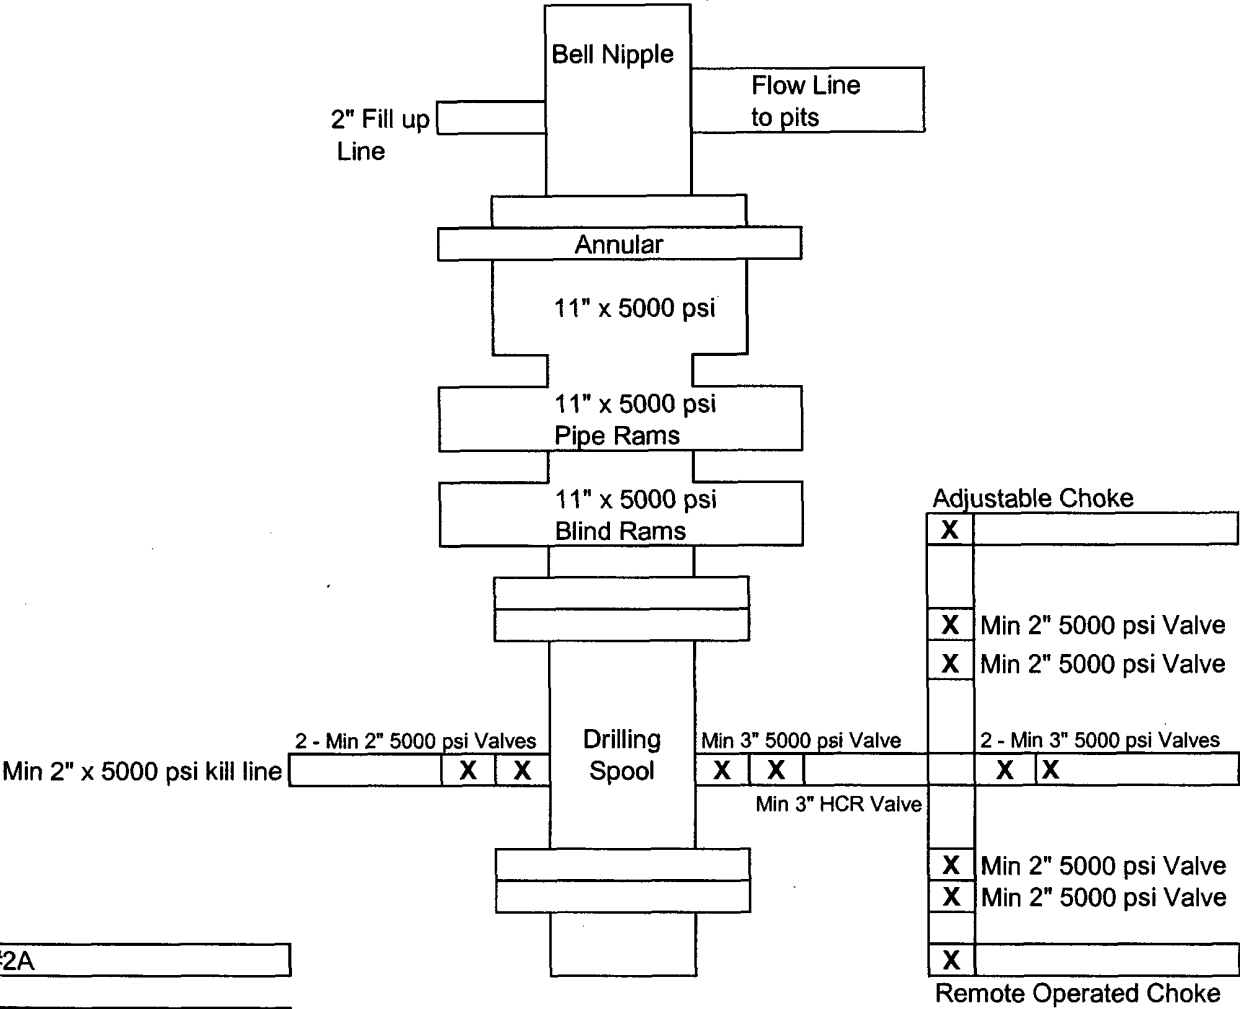 Bell Nipple
Flow Line
to pits
2" Fill up
Line
Annular
11" x 5000 psi
11" x 5000 psi
Pipe Rams
11" x 5000 psi
Blind Rams
Adjustable Choke
X
X Min 2" 5000 psi Valve
X Min 2" 5000 psi Valve
2 - Min 2" 5000 psi Valves
Drilling
Spool
Min 3" 5000 psi Valve
2 - Min 3" 5000 psi Valves
Min 2" x 5000 psi kill line
X X
X X
X X
Min 3" HCR Valve
X Min 2" 5000 psi Valve
X Min 2" 5000 psi Valve
2A
X
Remote Operated Choke